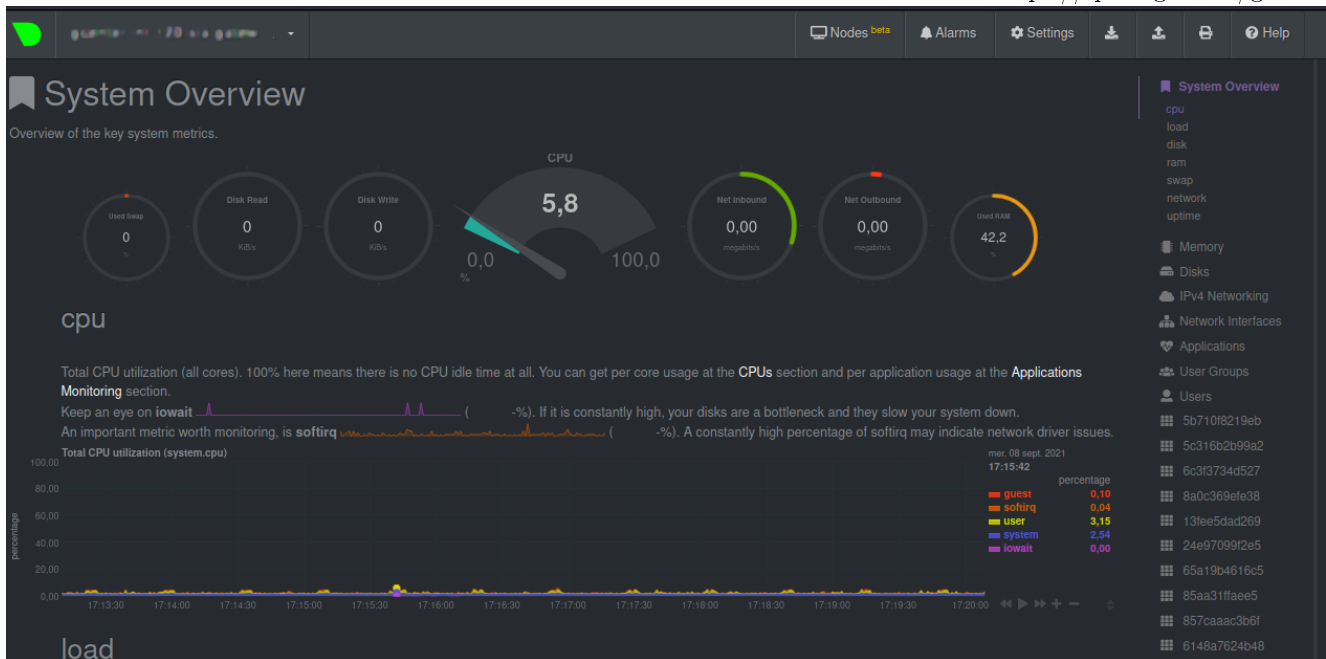 Nodes beta
Alarms
Settings
Help
System Overview
Overview of the key system metrics.
Used Swap
0
%
Disk Read
0
KiB/s
Disk Write
0
KiB/s
CPU
5,8
0,0
100,0
%
Net Inbound
0,00
megabits/s
Net Outbound
0,00
megabits/s
Used RAM
42,2
%
cpu
Total CPU utilization (all cores). 100% here means there is no CPU idle time at all. You can get per core usage at the CPUs section and per application usage at the Applications
Monitoring section.
Keep an eye on iowait ( -%). If it is constantly high, your disks are a bottleneck and they slow your system down.
An important metric worth monitoring, is softirq ( -%). A constantly high percentage of softirq may indicate network driver issues.
Total CPU utilization (system.cpu)
mer. 08 sept. 2021
17:15:42
percentage
guest 0,10
softirq 0,04
user 3,15
system 2,54
iowait 0,00
percentage
100,00
80,00
60,00
40,00
20,00
0,00
17:13:30 17:14:00 17:14:30 17:15:00 17:15:30 17:16:00 17:16:30 17:17:00 17:17:30 17:18:00 17:18:30 17:19:00 17:19:30 17:20:00
load
System Overview
cpu
load
disk
ram
swap
network
uptime
Memory
Disks
IPv4 Networking
Network Interfaces
Applications
User Groups
Users
5b710f8219eb
5c316b2b99a2
6c3f3734d527
8a0c369efe38
13fee5dad269
24e97099f2e5
65a19b4616c5
85aa31ffaee5
857caaac3b6f
6148a7624b48